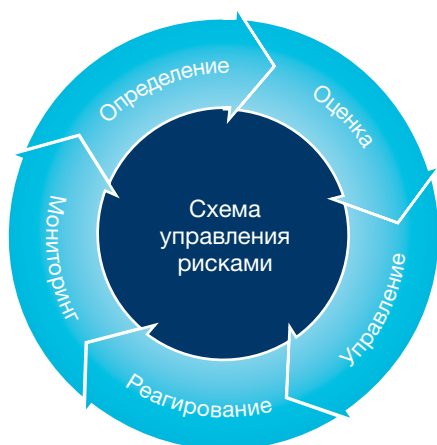 Определение
Оценка
Управление
Реагирование
Мониторинг
Схема
управления
рисками